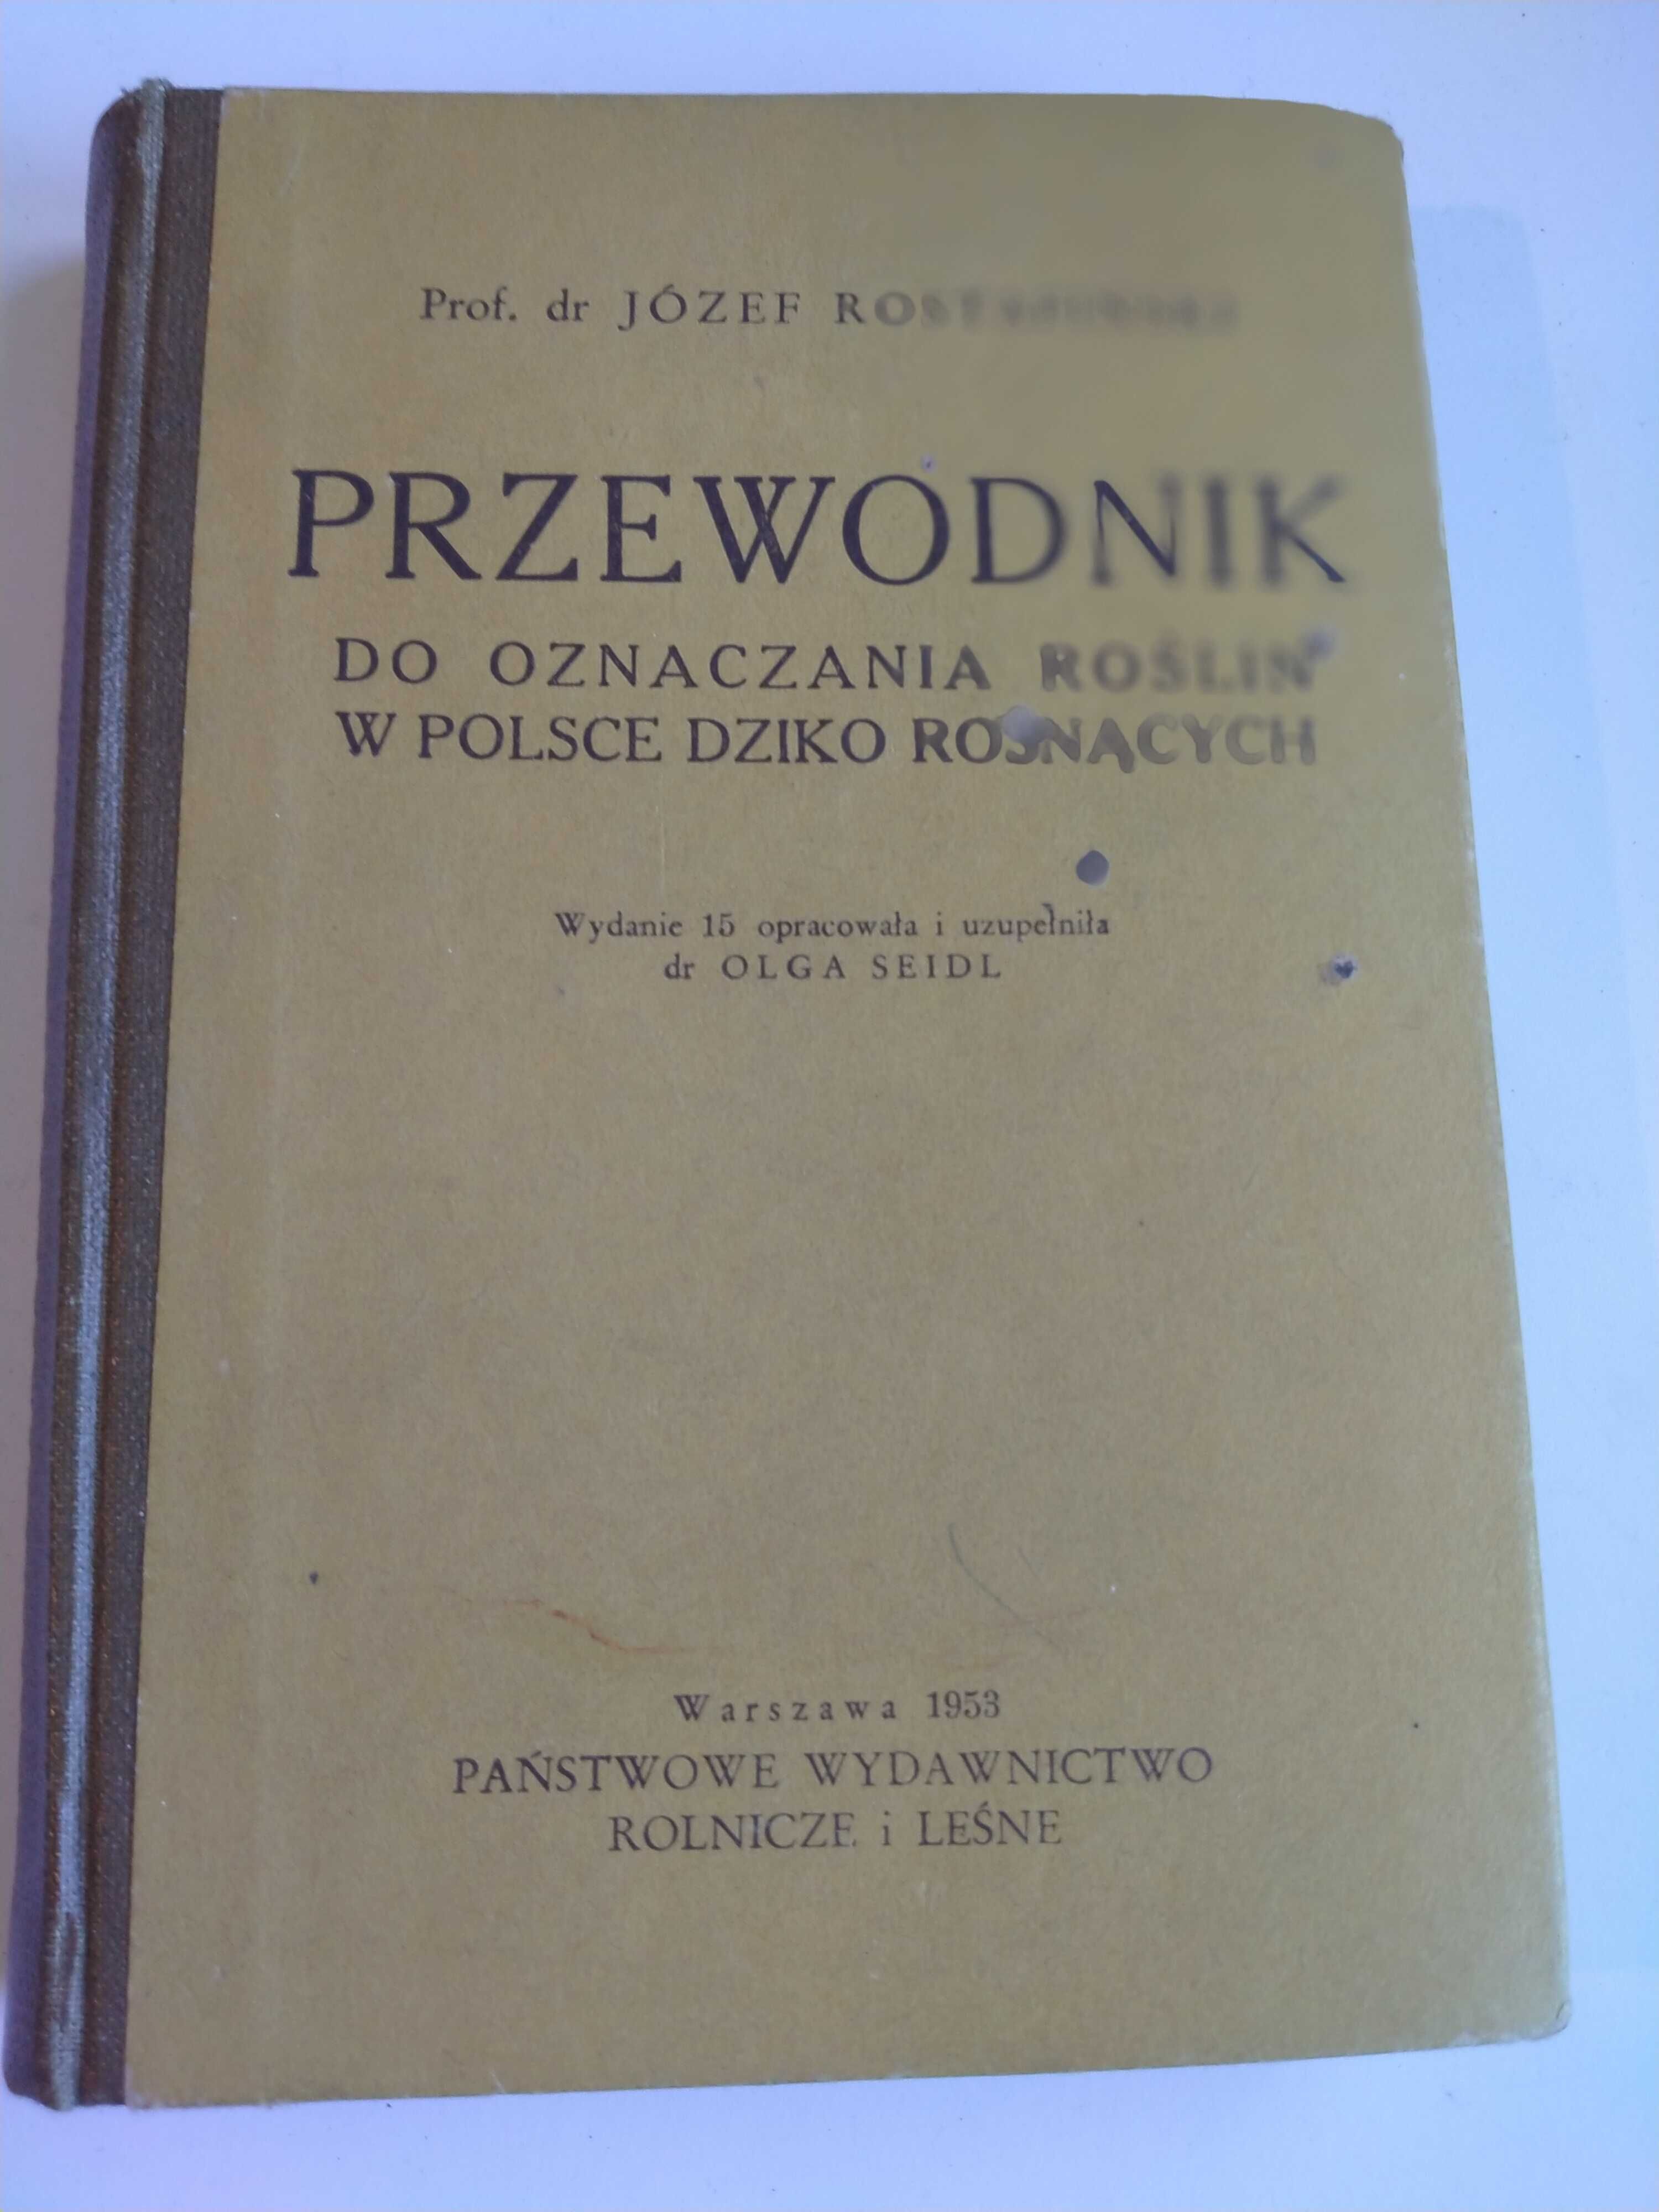 Prof. dr JÓZEF
PRZEWODNIK
DO OZNACZANIA ROŚLIN
W POLSCE DZIKO ROSNĄCYCH
Wydanie 15 opracowała i uzupełniła
dr OLGA SEIDL
Warszawa 1953
PAŃSTWOWE WYDAWNICTWO
ROLNICZE i LEŚNE